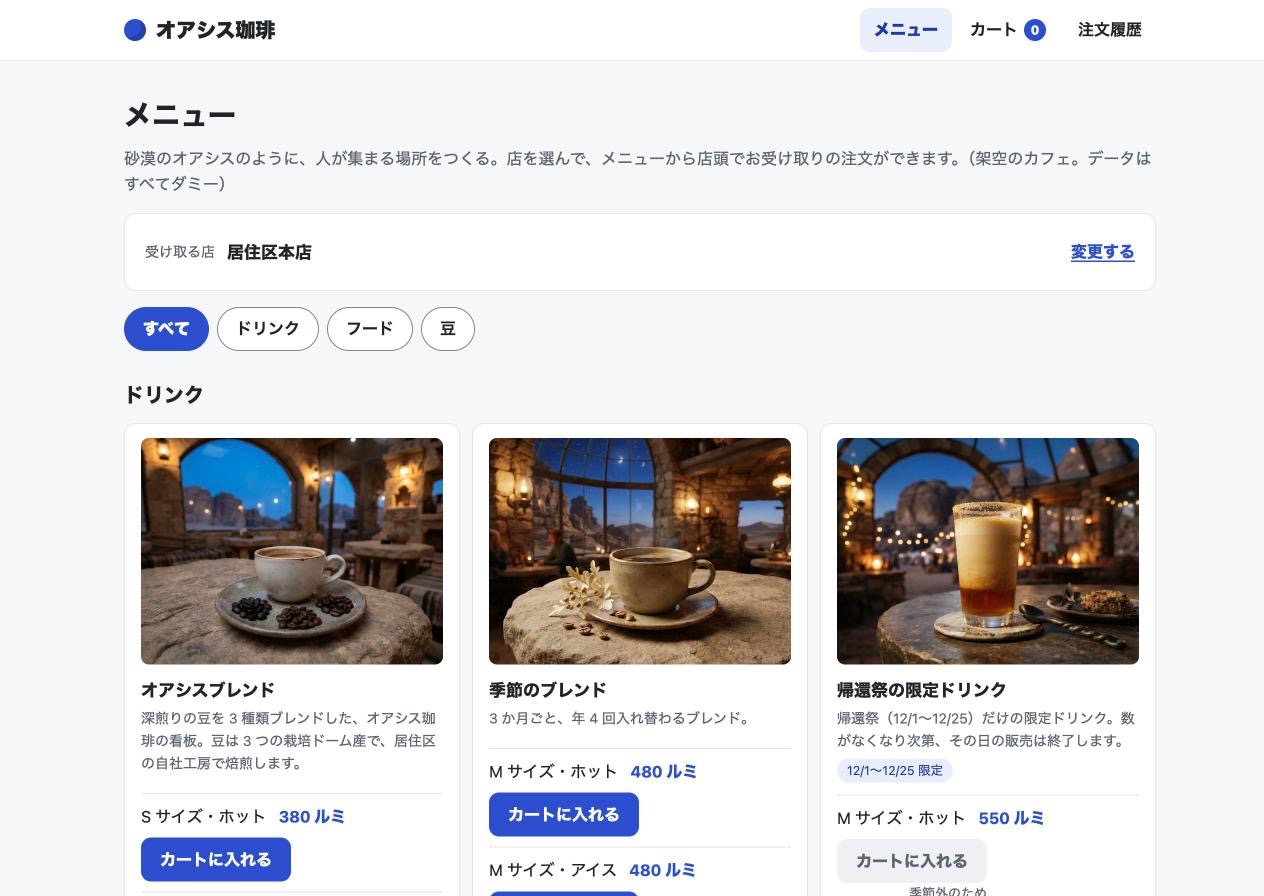 オアシス珈琲
メニュー
カート 0
注文履歴
メニュー
砂漠のオアシスのように、人が集まる場所をつくる。店を選んで、メニューから店頭でお受け取りの注文ができます。（架空のカフェ。データは
すべてダミー）
受け取る店 居住区本店
変更する
すべて
ドリンク
フード
豆
ドリンク
オアシスブレンド
深煎りの豆を 3 種類ブレンドした、オアシス珈
琲の看板。豆は 3 つの栽培ドーム産で、居住区
の自社工房で焙煎します。
S サイズ・ホット 380 ルミ
カートに入れる
季節のブレンド
3 か月ごと、年 4 回入れ替わるブレンド。
M サイズ・ホット 480 ルミ
カートに入れる
M サイズ・アイス 480 ルミ
帰還祭の限定ドリンク
帰還祭（12/1〜12/25）だけの限定ドリンク。数
がなくなり次第、その日の販売は終了します。
12/1〜12/25 限定
M サイズ・ホット 550 ルミ
カートに入れる
季節外のため